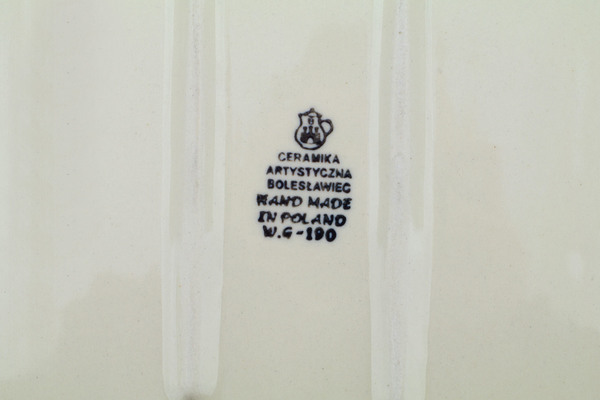 CERAMIKA
ARTYSTYCZNA
BOLESŁAWIEC
HAND MADE
IN POLAND
W.G-190